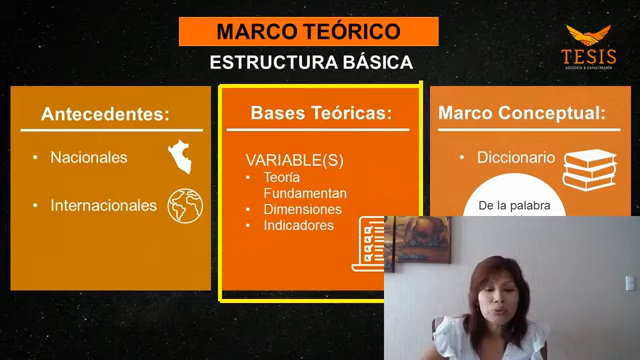 MARCO TEÓRICO
ESTRUCTURA BÁSICA
TESIS
Antecedentes:
• Nacionales
• Internacionales
Bases Teóricas:
VARIABLE(S)
• Teoría
Fundamentan
• Dimensiones
• Indicadores
Marco Conceptual:
• Diccionario
De la palabra